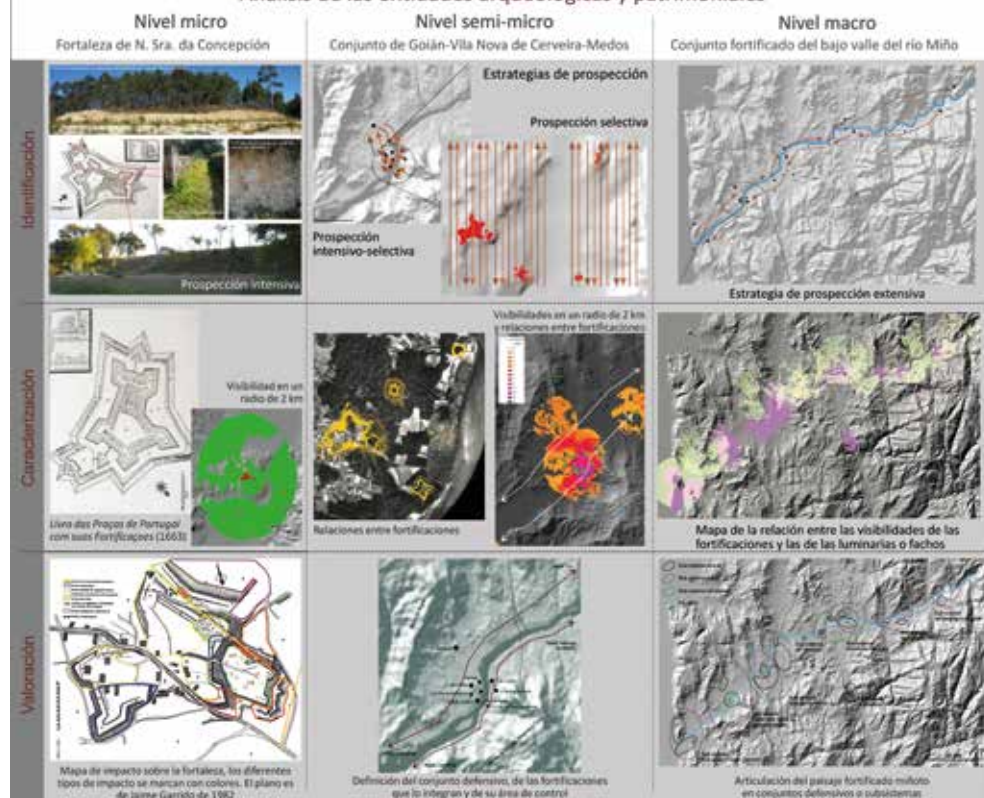 Análisis de las entidades arqueológicas y patrimoniales
Nivel micro
Fortaleza de N. Sra. da Concepción
Nivel semi-micro
Conjunto de Goián-Vila Nova de Cerveira-Medos
Nivel macro
Conjunto fortificado del bajo valle del río Miño
Identificación
Prospección intensiva
Estrategias de prospección
Prospección selectiva
Prospección
intensivo-selectiva
Estrategia de prospección extensiva
Caracterización
Visibilidad en un
radio de 2 km
Livro das Praças de Portugal
com suas Fortificaçoes (1663)
Visibilidades en un radio de 2 km
y relaciones entre fortificaciones
Relaciones entre fortificaciones
Mapa de la relación entre las visibilidades de las
fortificaciones y las de las luminarias o fachos
Valoración
Mapa de impacto sobre la fortaleza, los diferentes
tipos de impacto se marcan con colores. El plano es
de Jaime Garrido de 1982
Definición del conjunto defensivo, de las fortificaciones
que lo integran y de su área de control
Articulación del paisaje fortificado miñoto
en conjuntos defensivos o subsistemas